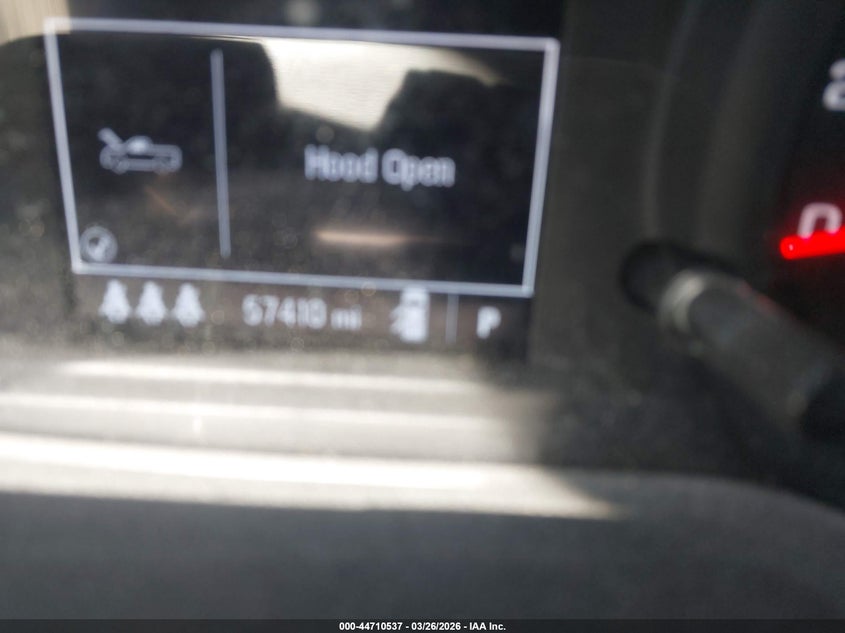 Hood Open
57410 mi
P
000-44710537 - 03/26/2026 - IAA Inc.